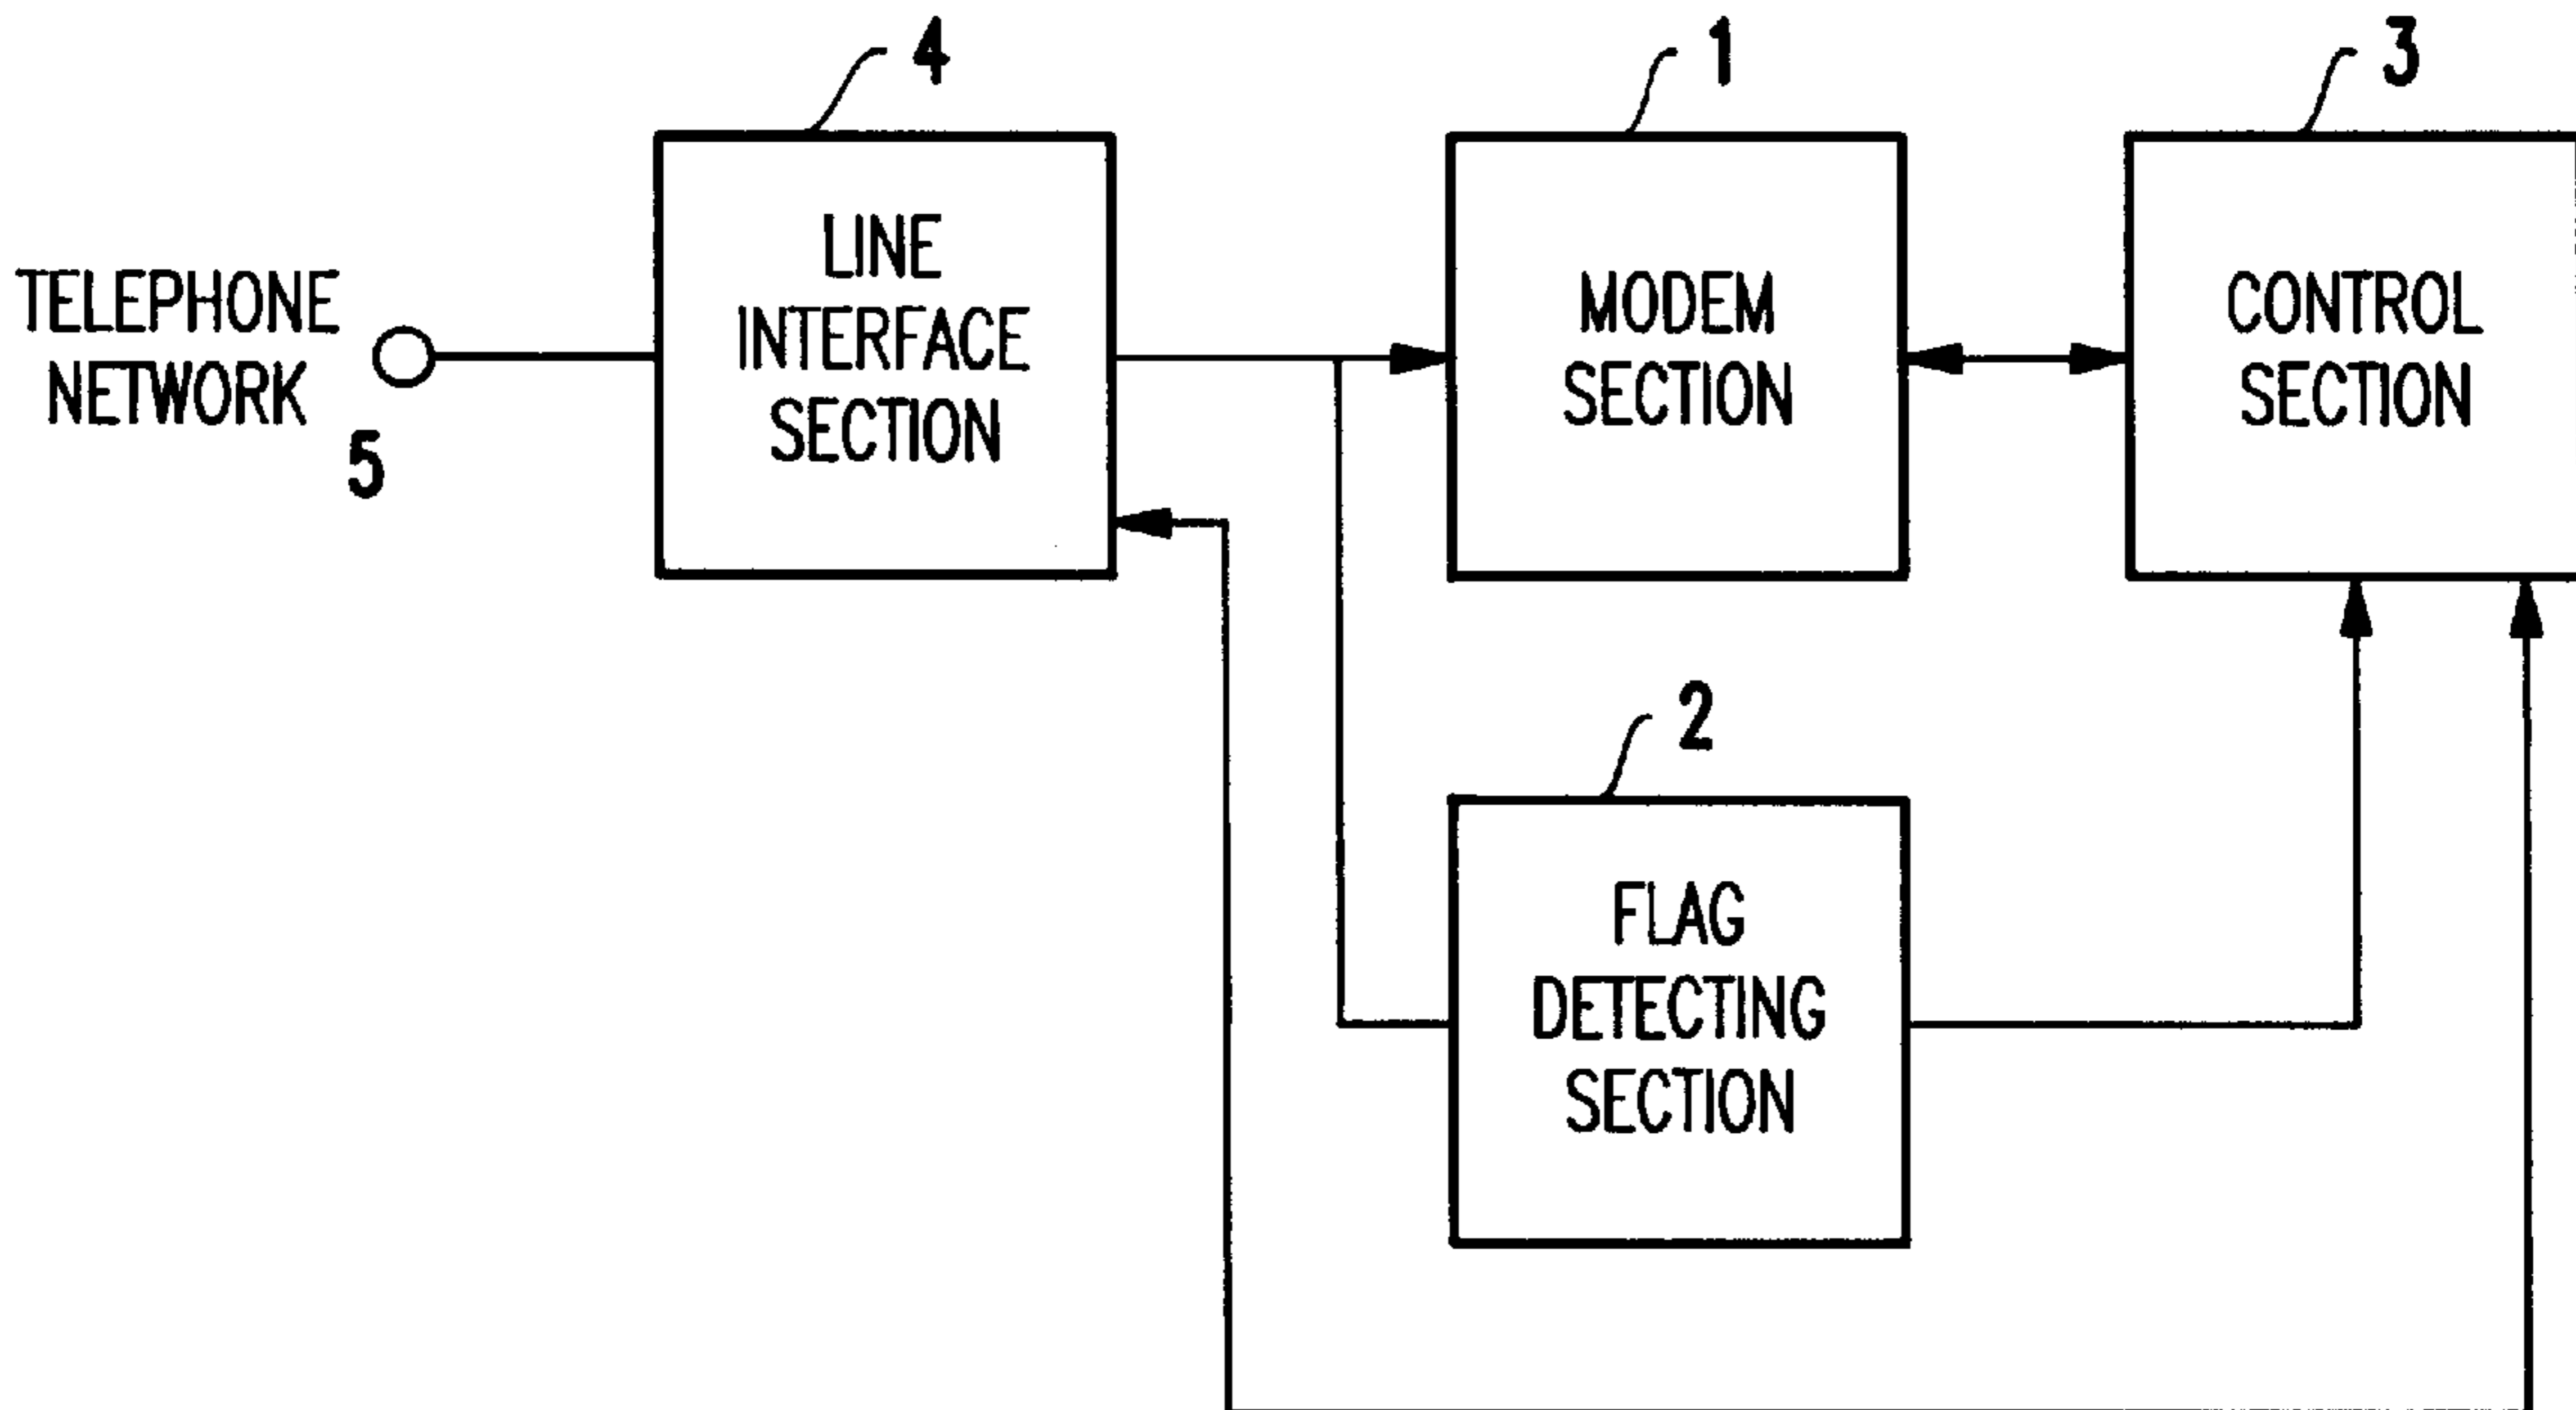 4
1
3
TELEPHONE
NETWORK
5
LINE
INTERFACE
SECTION
MODEM
SECTION
CONTROL
SECTION
2
FLAG
DETECTING
SECTION